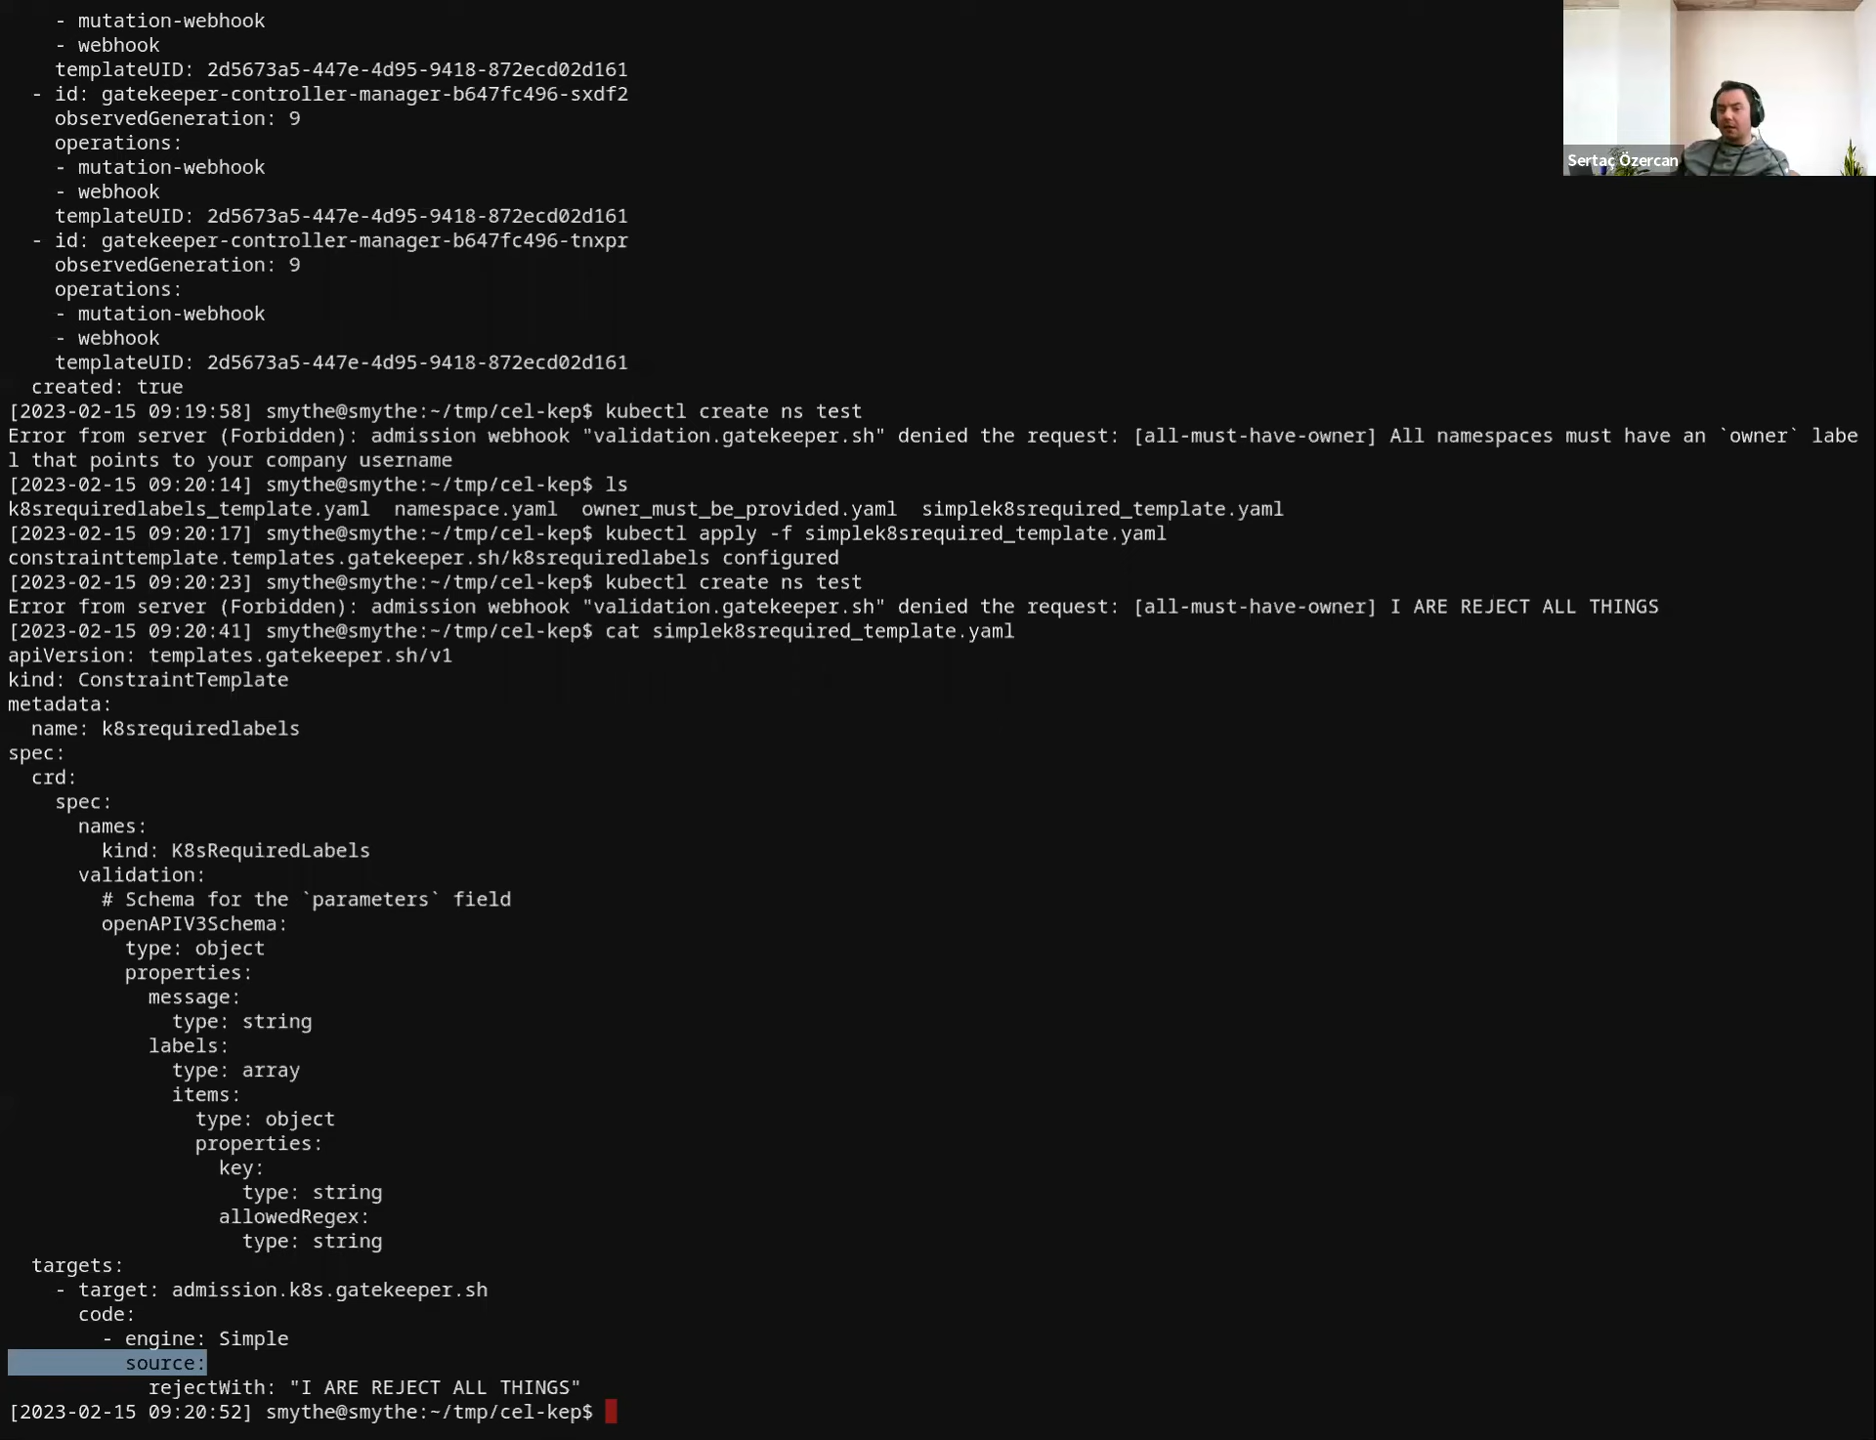 - mutation-webhook
    - webhook
    templateUID: 2d5673a5-447e-4d95-9418-872ecd02d161
  - id: gatekeeper-controller-manager-b647fc496-sxdf2
    observedGeneration: 9
    operations:
    - mutation-webhook
    - webhook
    templateUID: 2d5673a5-447e-4d95-9418-872ecd02d161
  - id: gatekeeper-controller-manager-b647fc496-tnxpr
    observedGeneration: 9
    operations:
    - mutation-webhook
    - webhook
    templateUID: 2d5673a5-447e-4d95-9418-872ecd02d161
  created: true
[2023-02-15 09:19:58] smythe@smythe:~/tmp/cel-kep$ kubectl create ns test
Error from server (Forbidden): admission webhook "validation.gatekeeper.sh" denied the request: [all-must-have-owner] All namespaces must have an `owner` labe
l that points to your company username
[2023-02-15 09:20:14] smythe@smythe:~/tmp/cel-kep$ ls
k8srequiredlabels_template.yaml  namespace.yaml  owner_must_be_provided.yaml  simplek8srequired_template.yaml
[2023-02-15 09:20:17] smythe@smythe:~/tmp/cel-kep$ kubectl apply -f simplek8srequired_template.yaml
constrainttemplate.templates.gatekeeper.sh/k8srequiredlabels configured
[2023-02-15 09:20:23] smythe@smythe:~/tmp/cel-kep$ kubectl create ns test
Error from server (Forbidden): admission webhook "validation.gatekeeper.sh" denied the request: [all-must-have-owner] I ARE REJECT ALL THINGS
[2023-02-15 09:20:41] smythe@smythe:~/tmp/cel-kep$ cat simplek8srequired_template.yaml
apiVersion: templates.gatekeeper.sh/v1
kind: ConstraintTemplate
metadata:
  name: k8srequiredlabels
spec:
  crd:
    spec:
      names:
        kind: K8sRequiredLabels
      validation:
        # Schema for the `parameters` field
        openAPIV3Schema:
          type: object
          properties:
            message:
              type: string
            labels:
              type: array
              items:
                type: object
                properties:
                  key:
                    type: string
                  allowedRegex:
                    type: string
  targets:
    - target: admission.k8s.gatekeeper.sh
      code:
        - engine: Simple
          source:
            rejectWith: "I ARE REJECT ALL THINGS"
[2023-02-15 09:20:52] smythe@smythe:~/tmp/cel-kep$
Sertaç Özercan